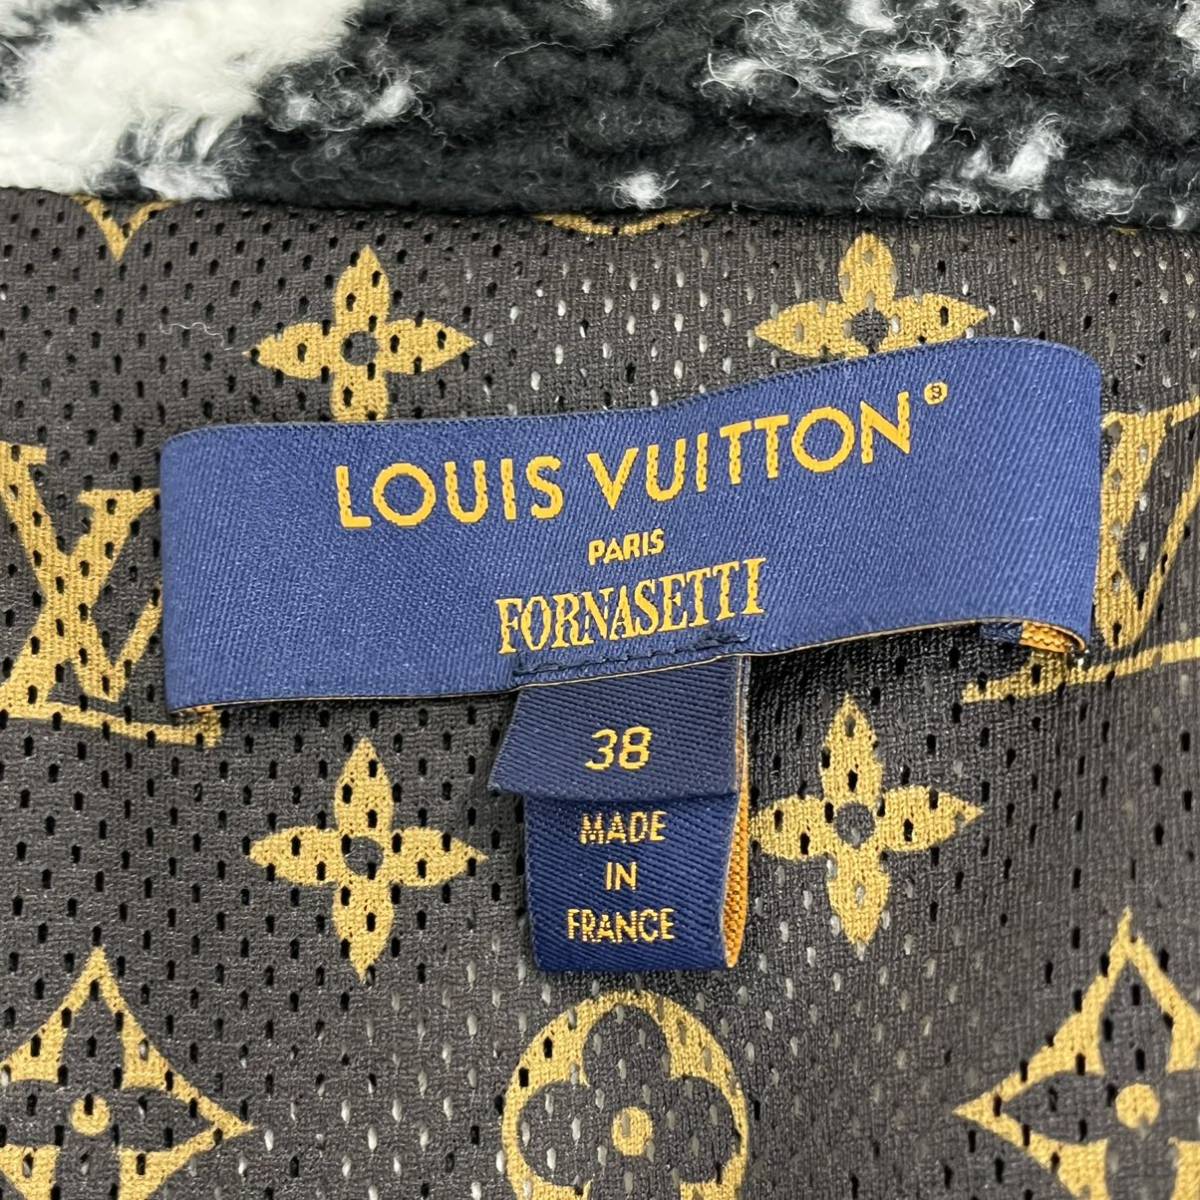 LOUIS VUITTON®
PARIS
FORNASETTI
38
MADE
IN
FRANCE